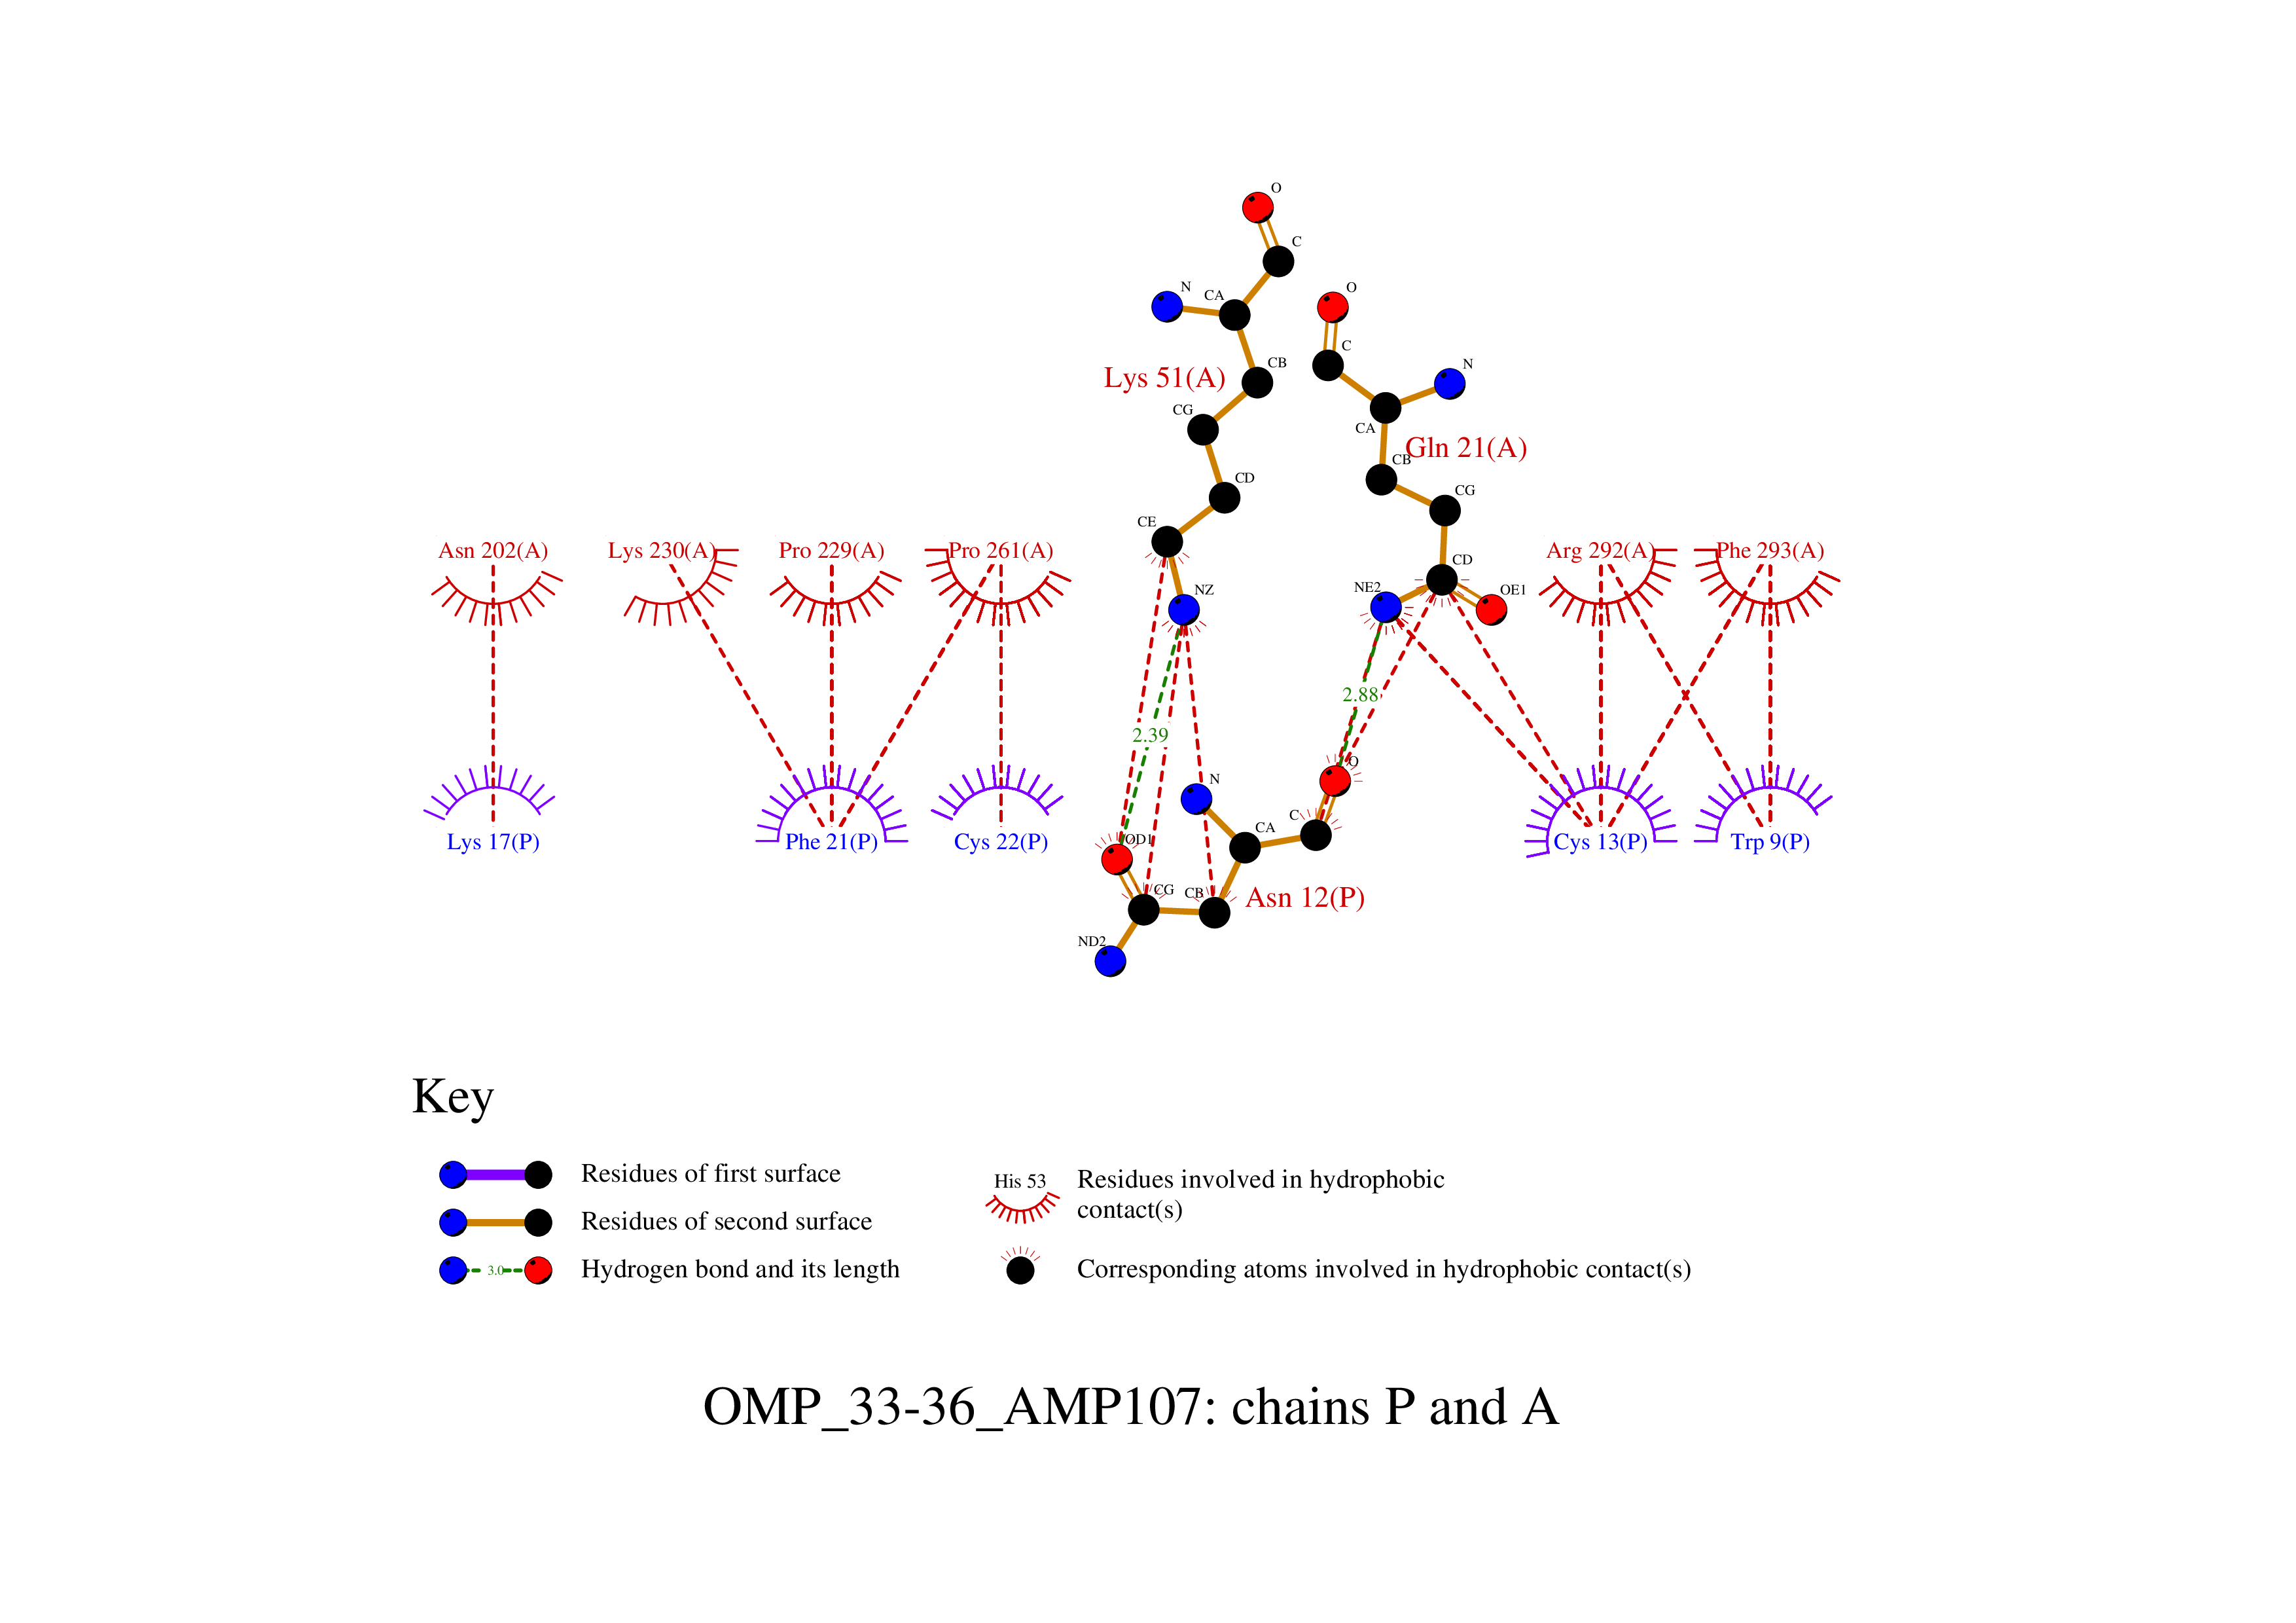 O
C
N
CA
O
CB
C
N
Lys 51(A)
CG
CA
Gln 21(A)
CB
CD
CG
CE
Asn 202(A)
Lys 230(A)
Pro 229(A)
Pro 261(A)
Arg 292(A)
Phe 293(A)
CD
NZ
NE2
OE1
2.88
2.39
O
N
C
CA
OD1
Lys 17(P)
Phe 21(P)
Cys 22(P)
Cys 13(P)
Trp 9(P)
CG
CB
Asn 12(P)
ND2
Key
Residues of first surface
Residues of second surface
3.0
Hydrogen bond and its length
His 53
Residues involved in hydrophobic
contact(s)
Corresponding atoms involved in hydrophobic contact(s)
OMP_33-36_AMP107: chains P and A